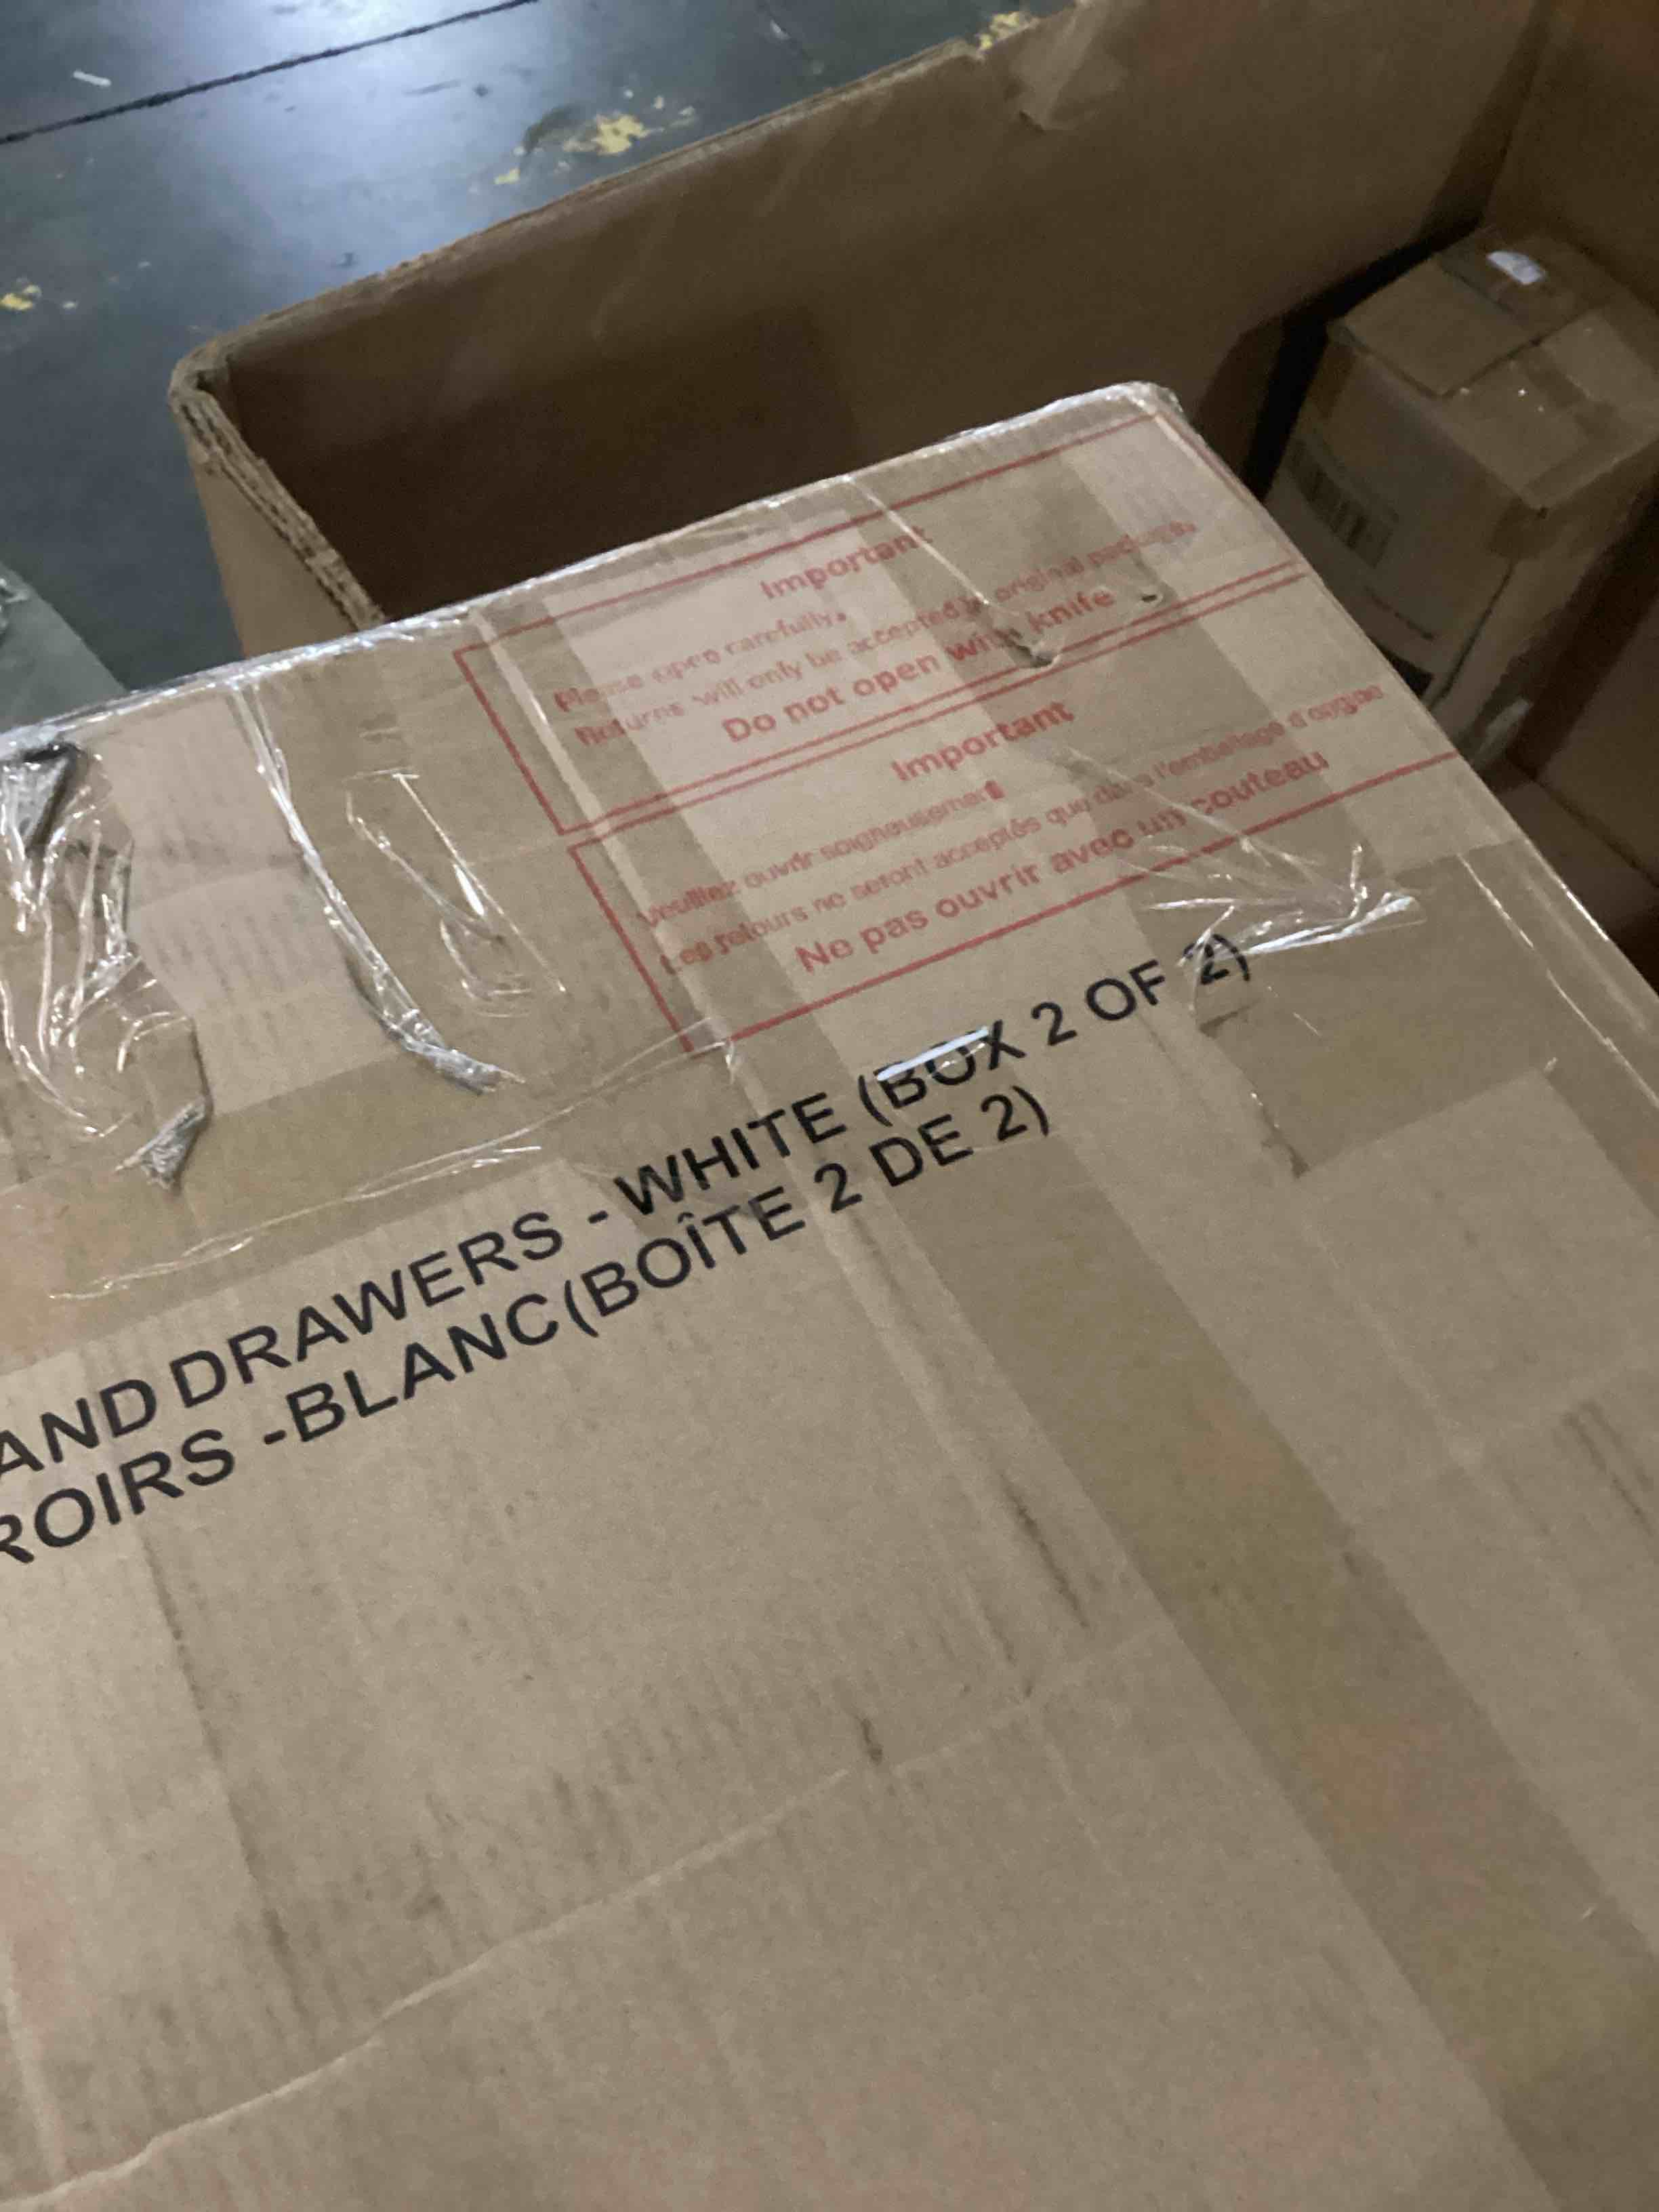 Important
Please open carefully.
Returns will only be accepted in original packaging
Do not open with knife
Important
Veuillez ouvrir soigneusement
Les retours ne seront acceptés que dans l'emballage d'origine
Ne pas ouvrir avec un couteau
AND DRAWERS - WHITE (BOX 2 OF 2)
ROIRS -BLANC(BOÎTE 2 DE 2)